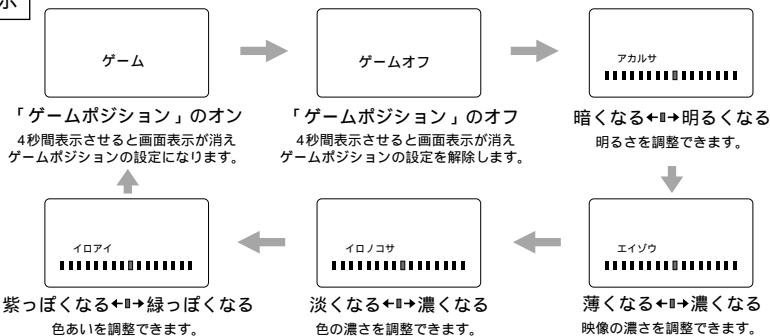 示
ゲーム
「ゲームポジション」のオン
4秒間表示させると画面表示が消え
ゲームポジションの設定になります。
ゲームオフ
「ゲームポジション」のオフ
4秒間表示させると画面表示が消え
ゲームポジションの設定を解除します。
アカルサ
暗くなる←→明るくなる
明るさを調整できます。
エイゾウ
薄くなる←→濃くなる
映像の濃さを調整できます。
イロノコサ
淡くなる←→濃くなる
色の濃さを調整できます。
イロアイ
紫っぽくなる←→緑っぽくなる
色あいを調整できます。